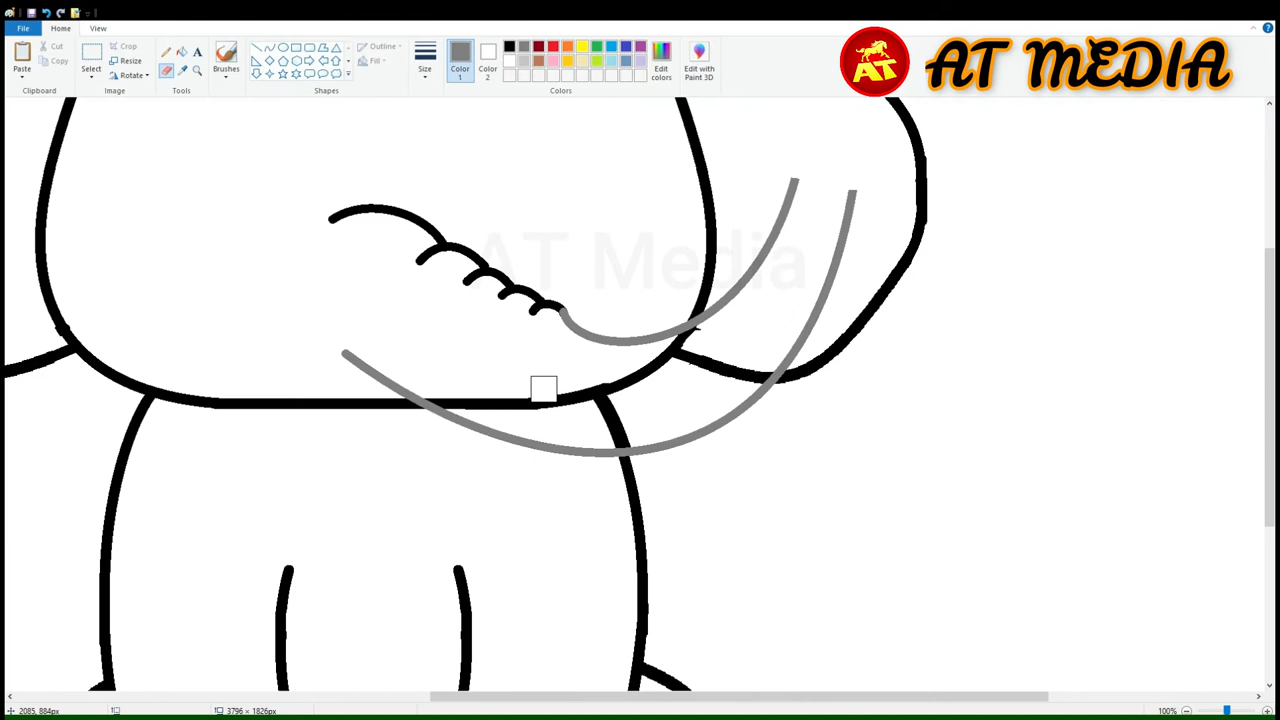 File
Home
View
Paste
Cut
Copy
Clipboard
Select
Crop
Resize
Rotate
Image
A
Tools
Brushes
Shapes
Outline
Fill
Size
Color
1
Color
2
Edit
colors
Edit with
Paint 3D
Colors
AT
AT MEDIA
AT Media
2085, 884px
3796 × 1826px
100%